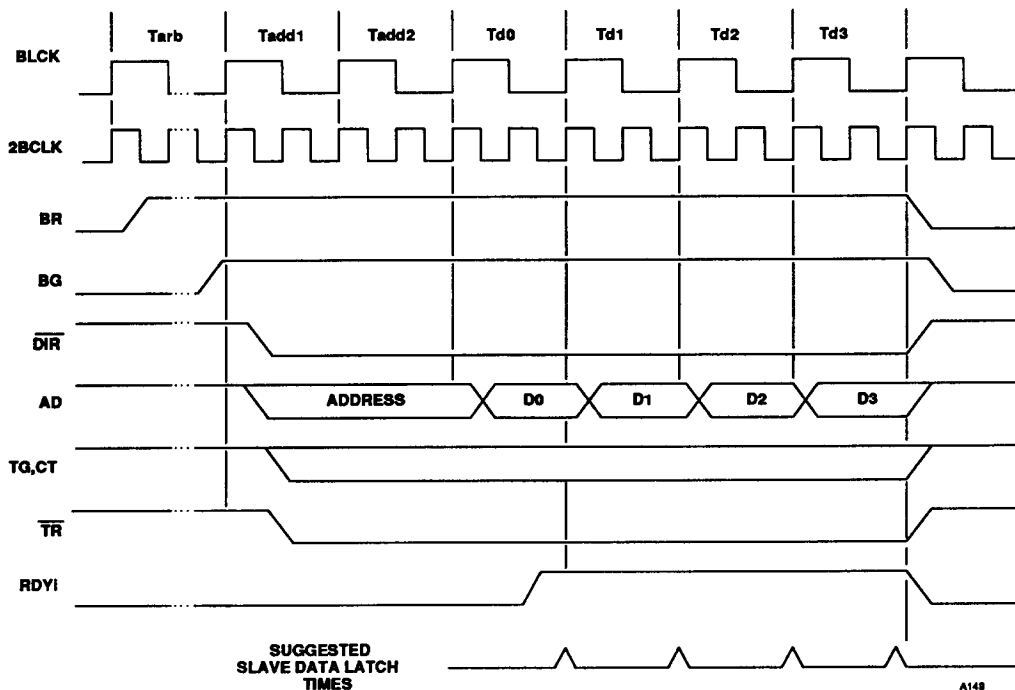 Tarb Tadd1 Tadd2 Td0 Td1 Td2 Td3
BLCK
2BCLK
BR
BG
DIR
AD ADDRESS D0 D1 D2 D3
TG,CT
TR
RDYi
SUGGESTED
SLAVE DATA LATCH
TIMES
A148